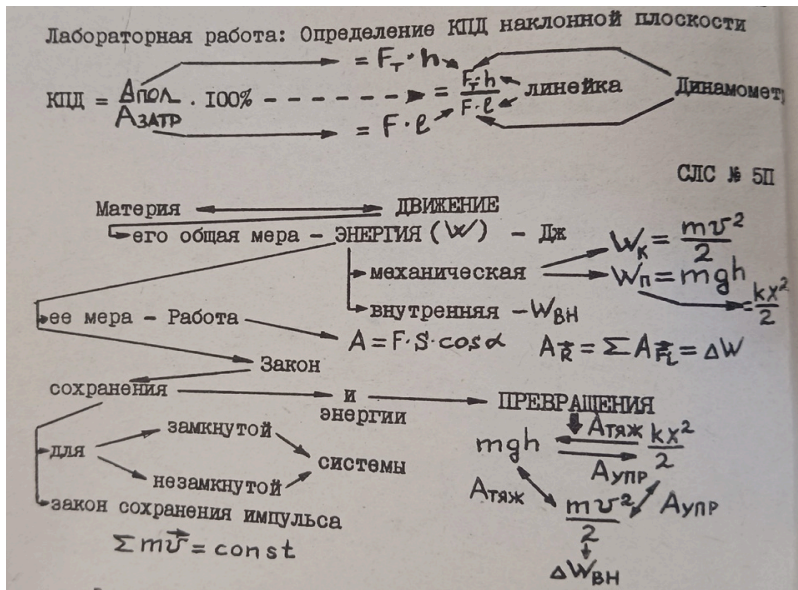 Лабораторная работа: Определение КПД наклонной плоскости
= Fт · h
КПД = Aпол / Aзатр · 100% = Fт·h / F·l линейка Динамомет
= F · l
СЛС № 5П
Материя ДВИЖЕНИЕ
его общая мера – ЭНЕРГИЯ (W) – Дж
механическая Wк = mv²/2
Wп = mgh
= kx²/2
внутренняя – Wвн
ее мера – Работа
A = F·S·cosα A_R⃗ = ΣA_F⃗i = ΔW
Закон
сохранения и ПРЕВРАЩЕНИЯ
энергии
для замкнутой
незамкнутой
системы
закон сохранения импульса
Σmv⃗ = const
mgh Aтяж kx²/2
Aупр
Aтяж mv²/2 Aупр
ΔWвн